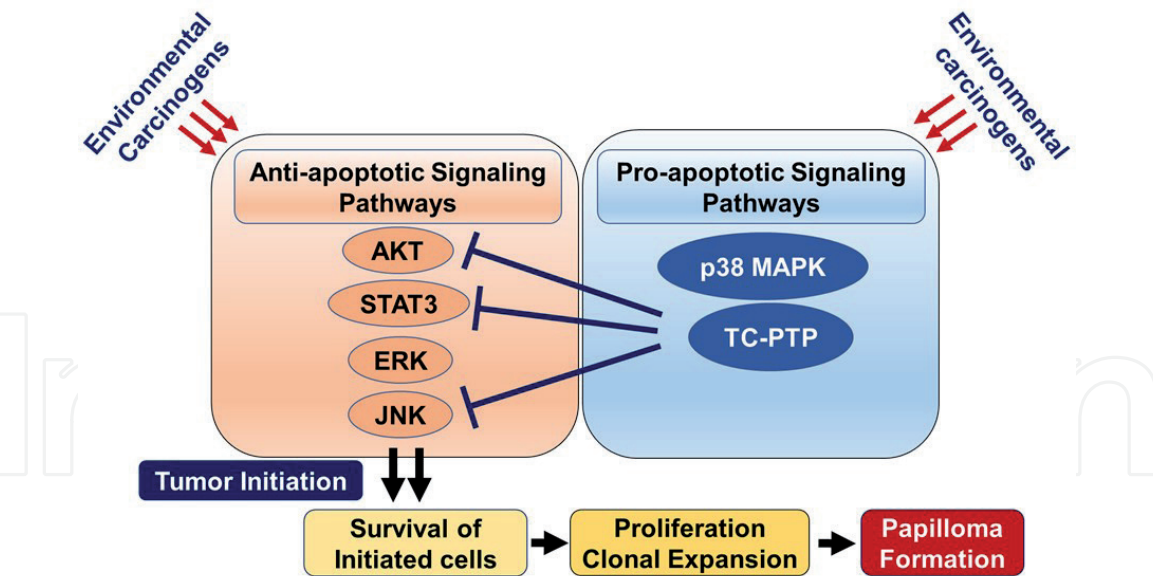 Environmental
Carcinogens
Environmental
carcinogens
Anti-apoptotic Signaling
Pathways
Pro-apoptotic Signaling
Pathways
AKT
STAT3
ERK
JNK
p38 MAPK
TC-PTP
Tumor Initiation
Survival of
Initiated cells
Proliferation
Clonal Expansion
Papilloma
Formation